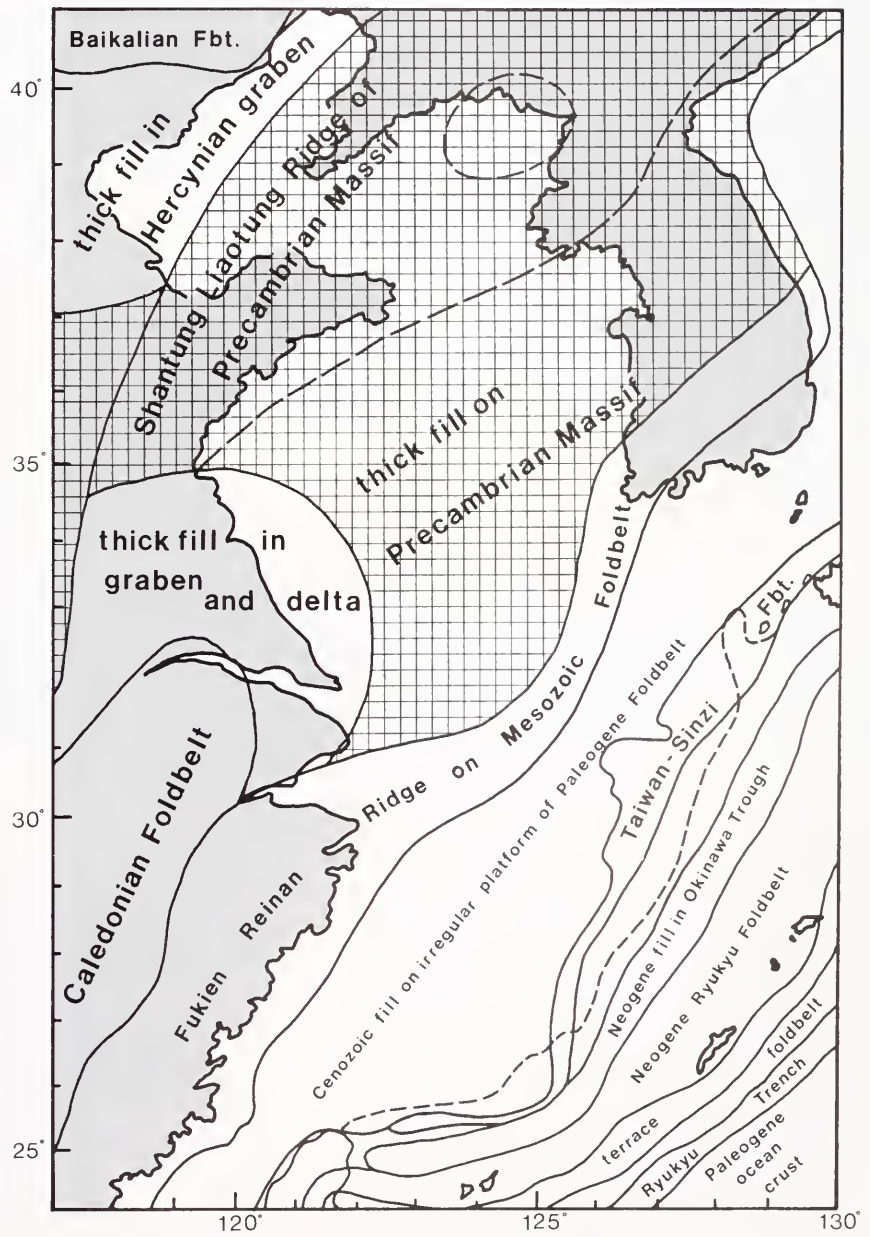 Baikalian Fbt.
40°
thick fill in
Hercynian graben
Shantung Liaotung Ridge of
Precambrian Massif
35°
thick fill on
Precambrian Massif
thick fill in
graben
and delta
Ridge on Mesozoic Foldbelt
Caledonian Foldbelt
30°
Fukien Reinan
Cenozoic fill on irregular platform of Paleogene Foldbelt
Taiwan - Sinzi Fbt.
Neogene fill in Okinawa Trough
Neogene Ryukyu Foldbelt
terrace foldbelt
Ryukyu Trench
Paleogene
ocean
crust
25°
120°
125°
130°